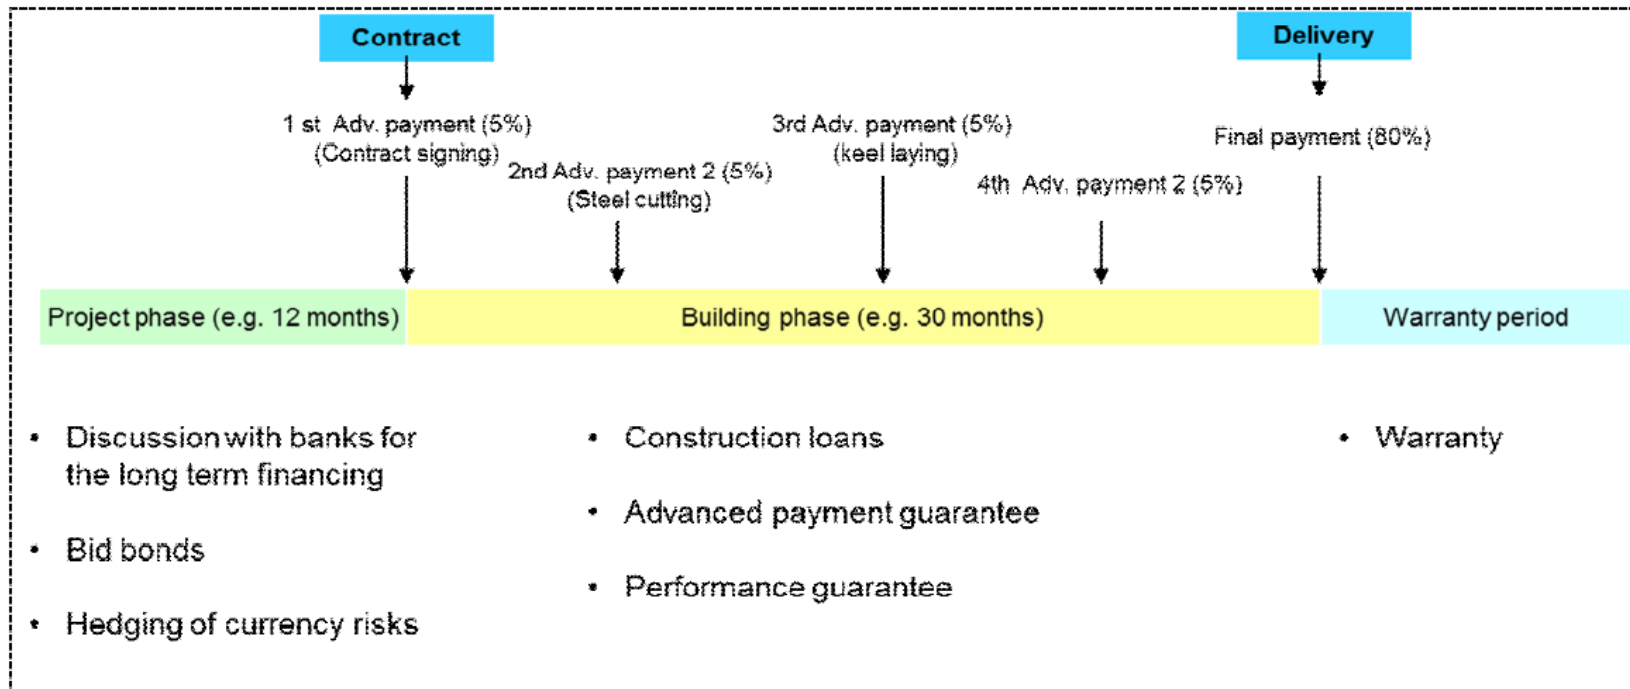 Contract
Delivery
1 st Adv. payment (5%)
(Contract signing)
2nd Adv. payment 2 (5%)
(Steel cutting)
3rd Adv. payment (5%)
(keel laying)
4th Adv. payment 2 (5%)
Final payment (80%)
Project phase (e.g. 12 months)
Building phase (e.g. 30 months)
Warranty period
• Discussion with banks for
the long term financing
• Bid bonds
• Hedging of currency risks
• Construction loans
• Advanced payment guarantee
• Performance guarantee
• Warranty